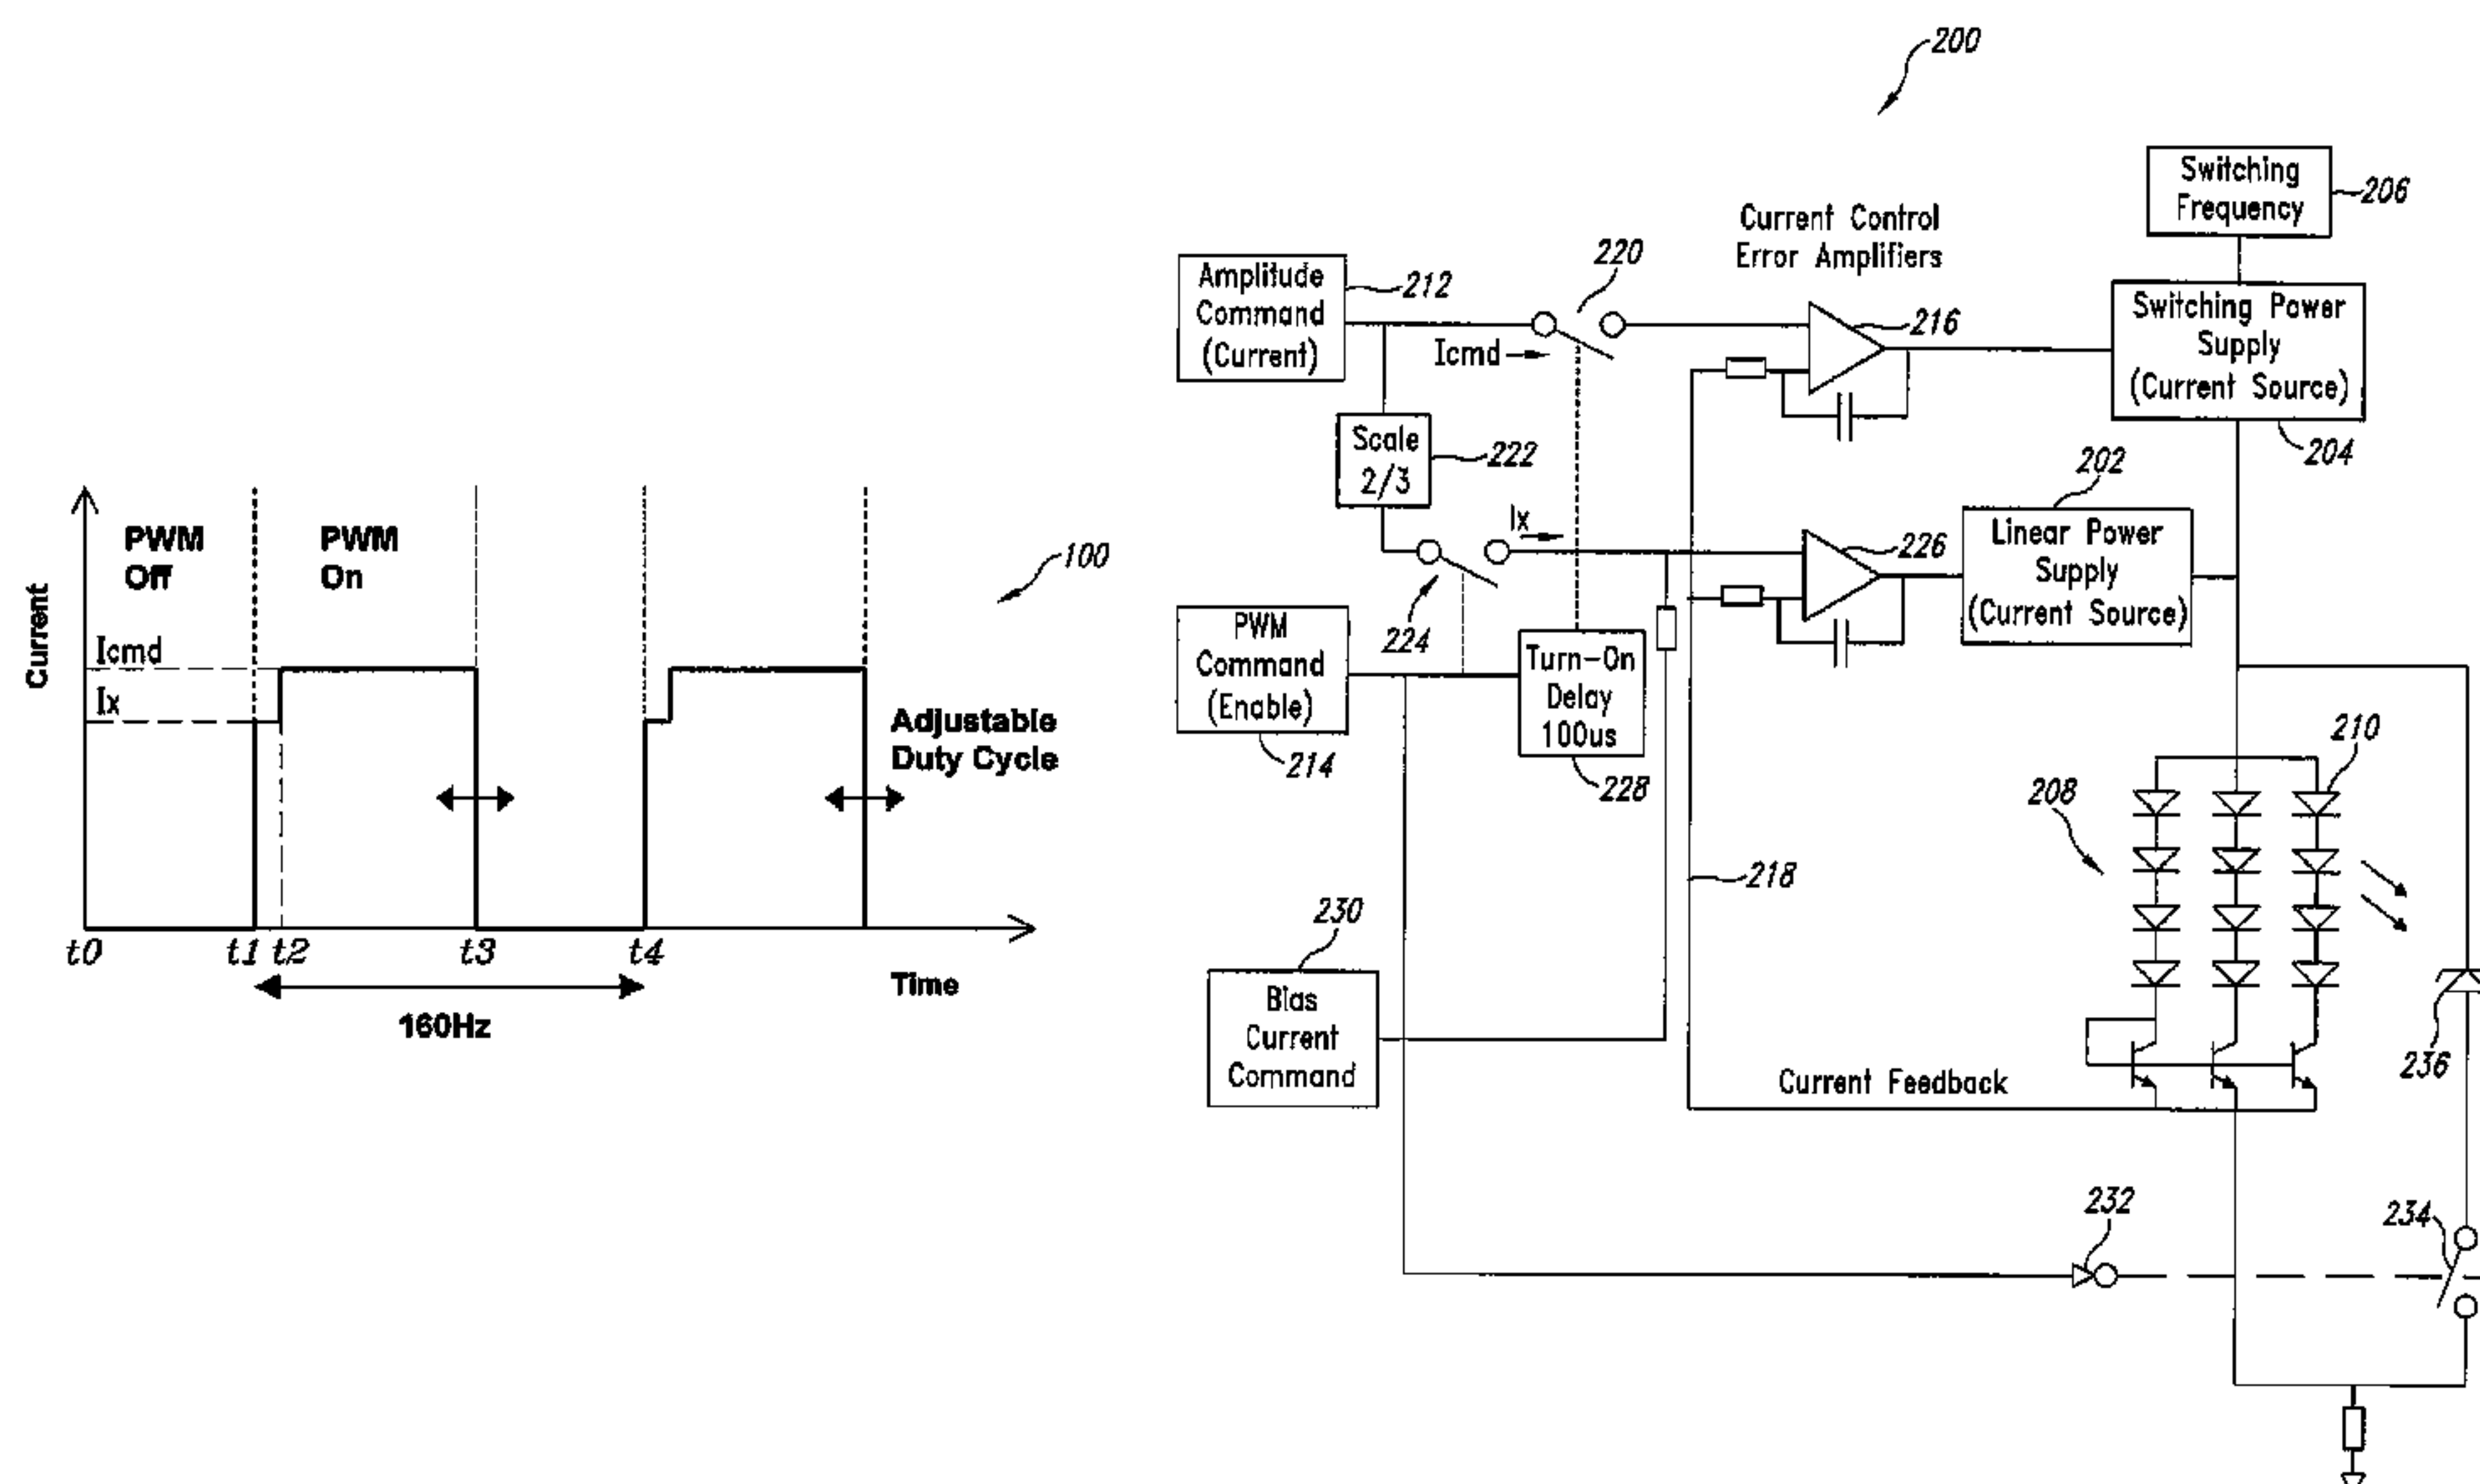 PWM
Off
PWM
On
100
Current
Icmd
Ix
Adjustable
Duty Cycle
t0
t1
t2
t3
t4
Time
160Hz
200
Switching
Frequency
206
Current Control
Error Amplifiers
220
Amplitude
Command
(Current)
212
Icmd
216
Switching Power
Supply
(Current Source)
204
Scale
2/3
222
202
Ix
226
Linear Power
Supply
(Current Source)
224
PWM
Command
(Enable)
214
Turn-On
Delay
100us
228
210
208
218
230
Bias
Current
Command
236
Current Feedback
232
234